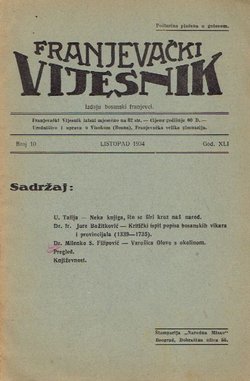 Poštarina plaćena u gotovom.
FRANJEVAČKI
VIJESNIK
izdaju bosanski franjevci.
Franjevački Vijesnik izlazi mjesečno na 32 str. — Cijena godišnje 60 D. —
Uredništvo i uprava u Visokom (Bosna), Franjevačka velika gimnazija.
Broj 10 LISTOPAD 1934 God. XLI
Sadržaj:
U. Talija — Neke knjiga, što se širi kroz naš narod.
Dr. fr. Jure Božitković — Kritički ispit popisa bosanskih vikara
i provincijala (1339—1735).
Dr. Milenko S. Filipović — Varošica Olovo s okolinom.
Pregled.
Književnost.
Štamparija „Narodna Misao“
Beograd, Dobračina ulica